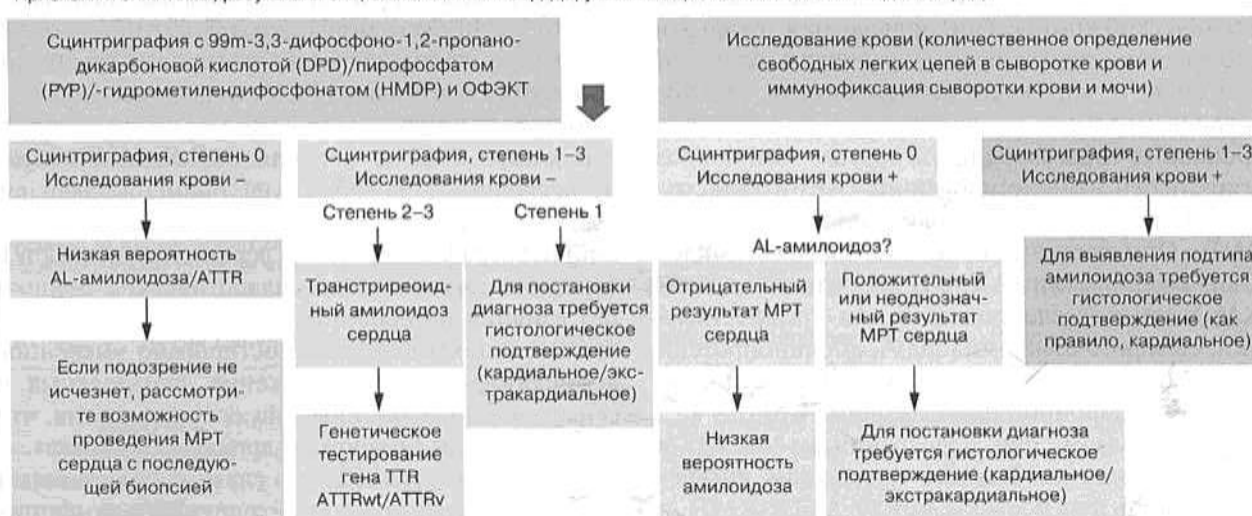 Сцинтриграфия с 99m-3,3-дифосфоно-1,2-пропано-
дикарбоновой кислотой (DPD)/пирофосфатом
(PYP)/-гидрометилендифосфонатом (HMDP) и ОФЭКТ
Исследование крови (количественное определение
свободных легких цепей в сыворотке крови и
иммунофиксация сыворотки крови и мочи)
Сцинтриграфия, степень 0
Исследования крови –
Сцинтриграфия, степень 1–3
Исследования крови –
Сцинтриграфия, степень 0
Исследования крови +
Сцинтриграфия, степень 1–3
Исследования крови +
Степень 2–3
Степень 1
AL-амилоидоз?
Низкая вероятность
AL-амилоидоза/ATTR
Транстриреоид-
ный амилоидоз
сердца
Для постановки
диагноза требуется
гистологическое
подтверждение
(кардиальное/экс-
тракардиальное)
Отрицательный
результат МРТ
сердца
Положительный
или неоднознач-
ный результат
МРТ сердца
Для выявления подтипа
амилоидоза требуется
гистологическое
подтверждение (как
правило, кардиальное)
Если подозрение не
исчезнет, рассмотри-
те возможность
проведения МРТ
сердца с последую-
щей биопсией
Генетическое
тестирование
гена TTR
ATTRwt/ATTRv
Низкая
вероятность
амилоидоза
Для постановки диагноза
требуется гистологическое
подтверждение (кардиальное/
экстракардиальное)